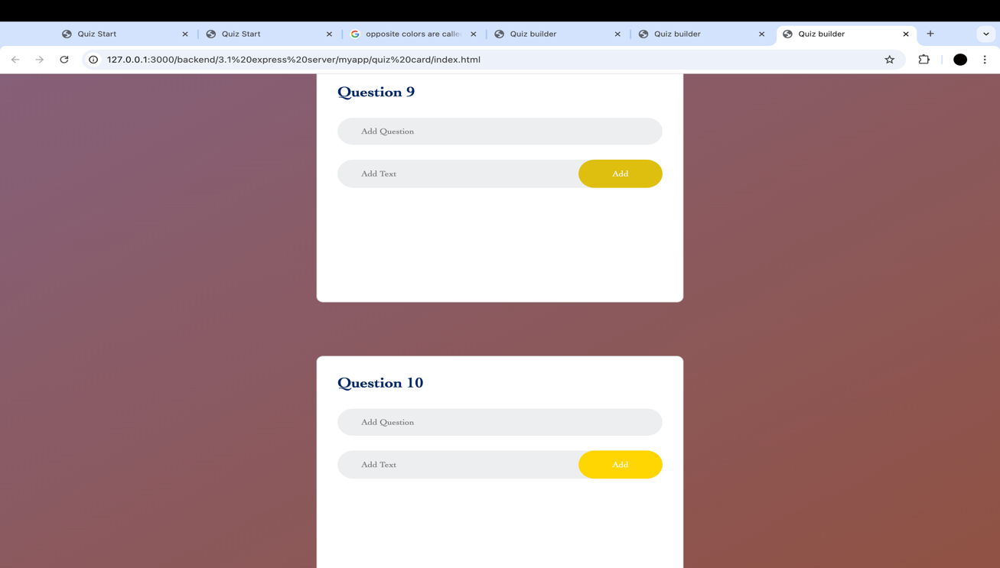 Quiz Start
Quiz Start
opposite colors are calle
Quiz builder
Quiz builder
Quiz builder
127.0.0.1:3000/backend/3.1%20express%20server/myapp/quiz%20card/index.html
Question 9
Add Question
Add Text
Add
Question 10
Add Question
Add Text
Add